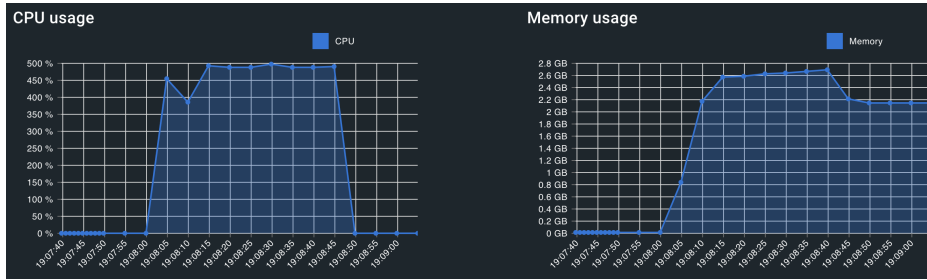 CPU usage
CPU
500 %
450 %
400 %
350 %
300 %
250 %
200 %
150 %
100 %
50 %
0 %
19:07:40
19:07:45
19:07:50
19:07:55
19:08:00
19:08:05
19:08:10
19:08:15
19:08:20
19:08:25
19:08:30
19:08:35
19:08:40
19:08:45
19:08:50
19:08:55
19:09:00
Memory usage
Memory
2.8 GB
2.6 GB
2.4 GB
2.2 GB
2 GB
1.8 GB
1.6 GB
1.4 GB
1.2 GB
1 GB
0.8 GB
0.6 GB
0.4 GB
0.2 GB
0 GB
19:07:40
19:07:45
19:07:50
19:07:55
19:08:00
19:08:05
19:08:10
19:08:15
19:08:20
19:08:25
19:08:30
19:08:35
19:08:40
19:08:45
19:08:50
19:08:55
19:09:00